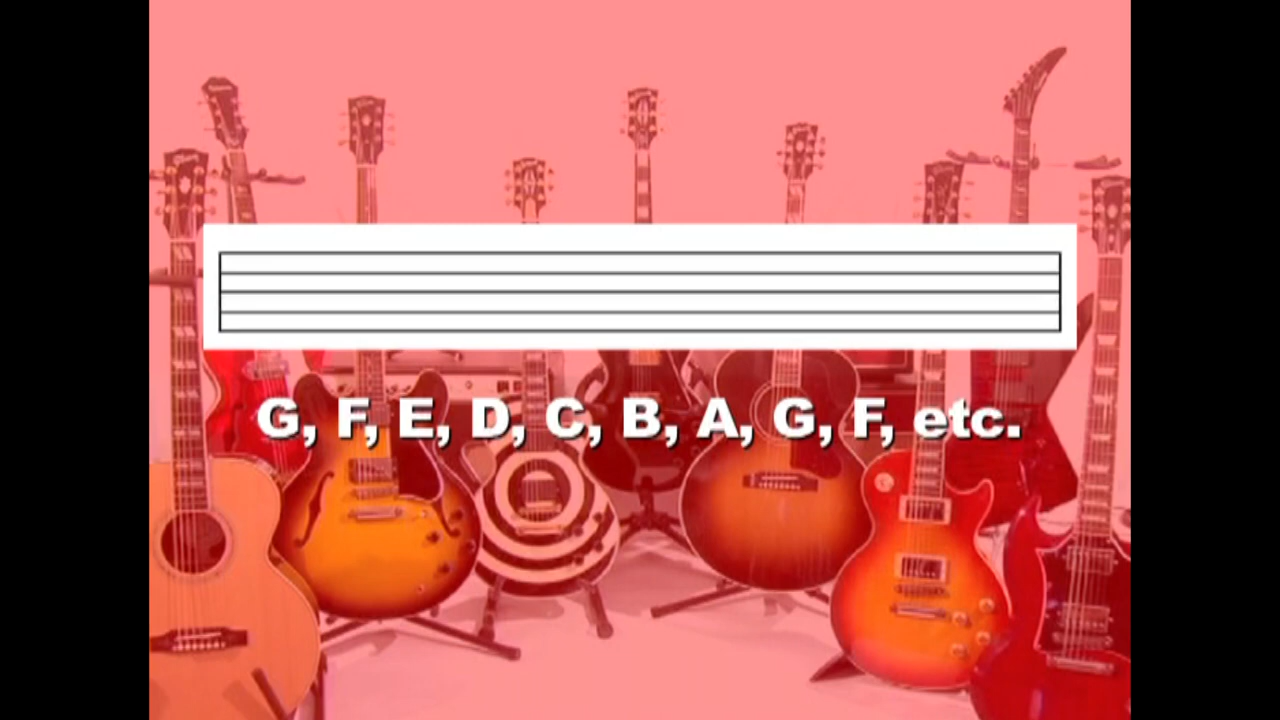 G, F, E, D, C, B, A, G, F, etc.